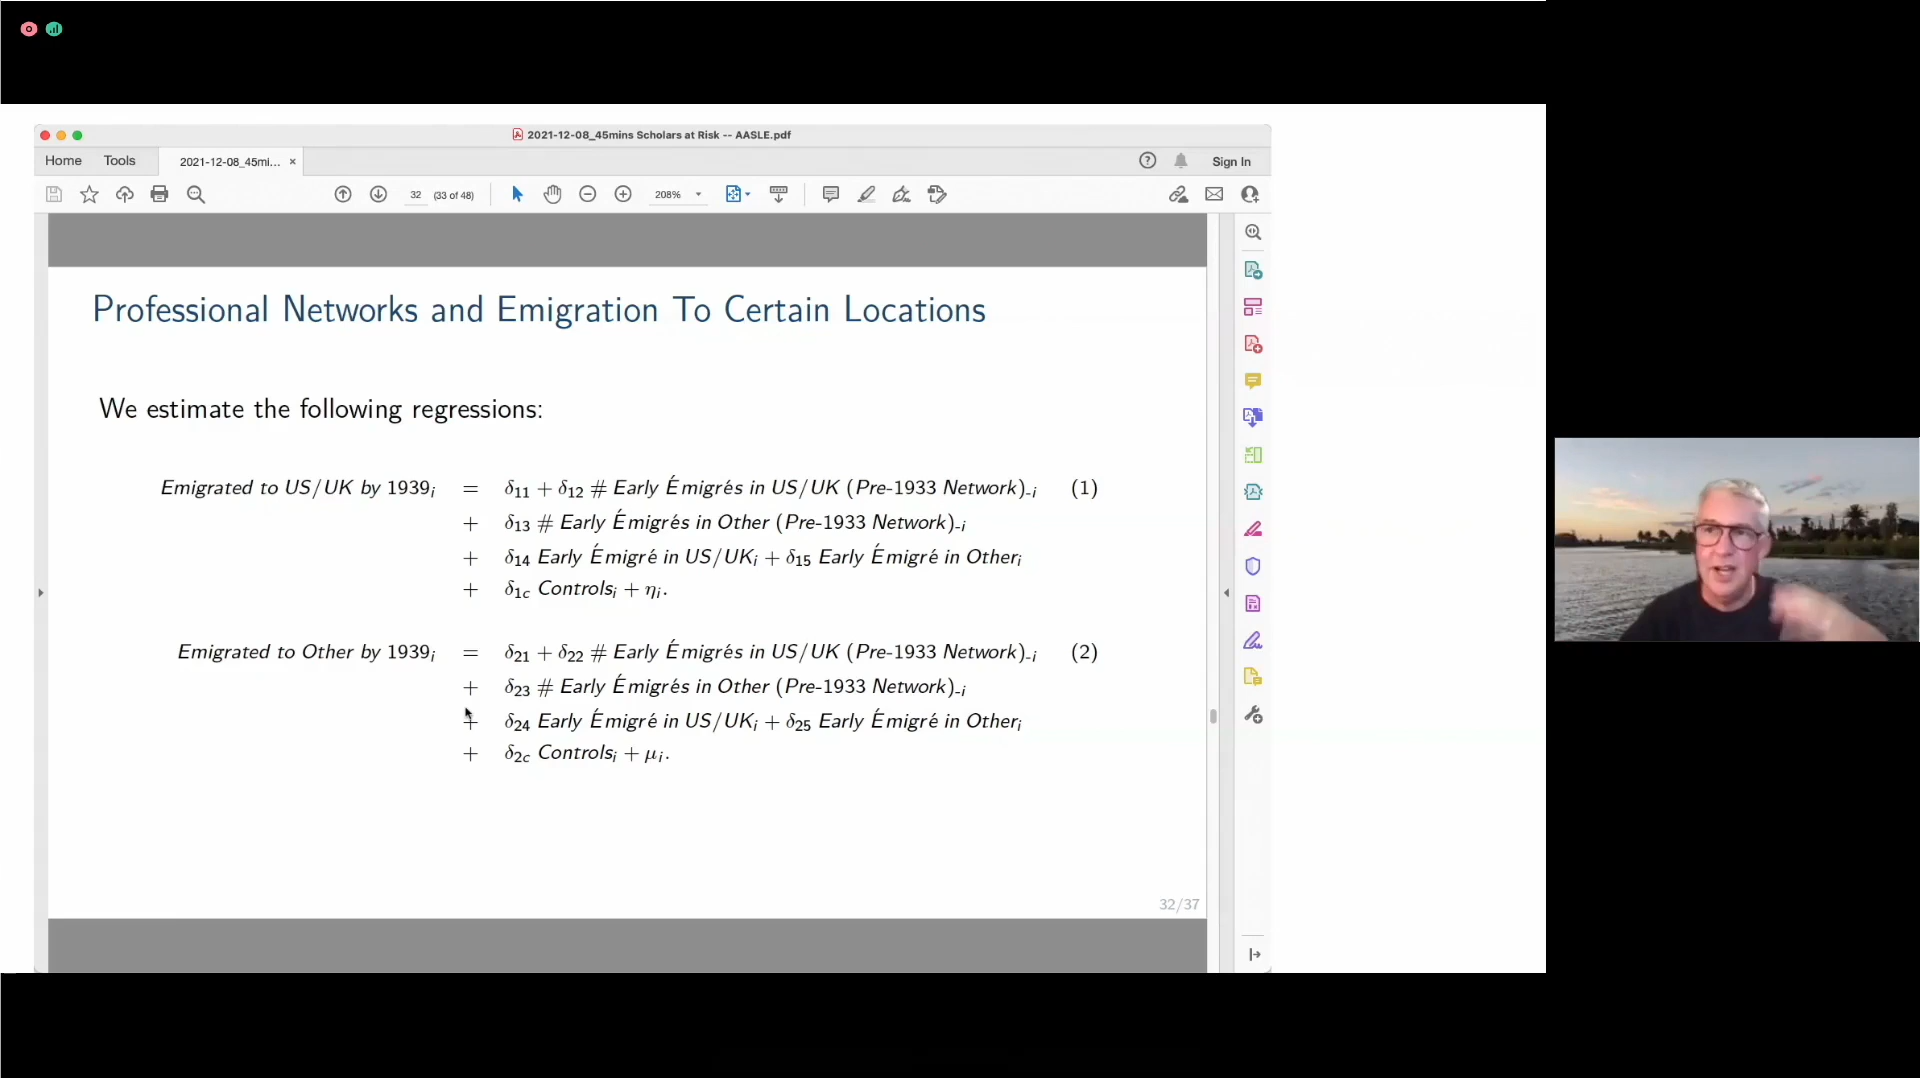 2021-12-08_45mins Scholars at Risk -- AASLE.pdf
Home Tools 2021-12-08_45mi... × Sign In
32 (33 of 48) 208%
Professional Networks and Emigration To Certain Locations
We estimate the following regressions:
Emigrated to US/UK by 1939ᵢ = δ₁₁ + δ₁₂ # Early Émigrés in US/UK (Pre-1933 Network)₋ᵢ (1)
+ δ₁₃ # Early Émigrés in Other (Pre-1933 Network)₋ᵢ
+ δ₁₄ Early Émigré in US/UKᵢ + δ₁₅ Early Émigré in Otherᵢ
+ δ₁c Controlsᵢ + ηᵢ.
Emigrated to Other by 1939ᵢ = δ₂₁ + δ₂₂ # Early Émigrés in US/UK (Pre-1933 Network)₋ᵢ (2)
+ δ₂₃ # Early Émigrés in Other (Pre-1933 Network)₋ᵢ
+ δ₂₄ Early Émigré in US/UKᵢ + δ₂₅ Early Émigré in Otherᵢ
+ δ₂c Controlsᵢ + μᵢ.
32/37